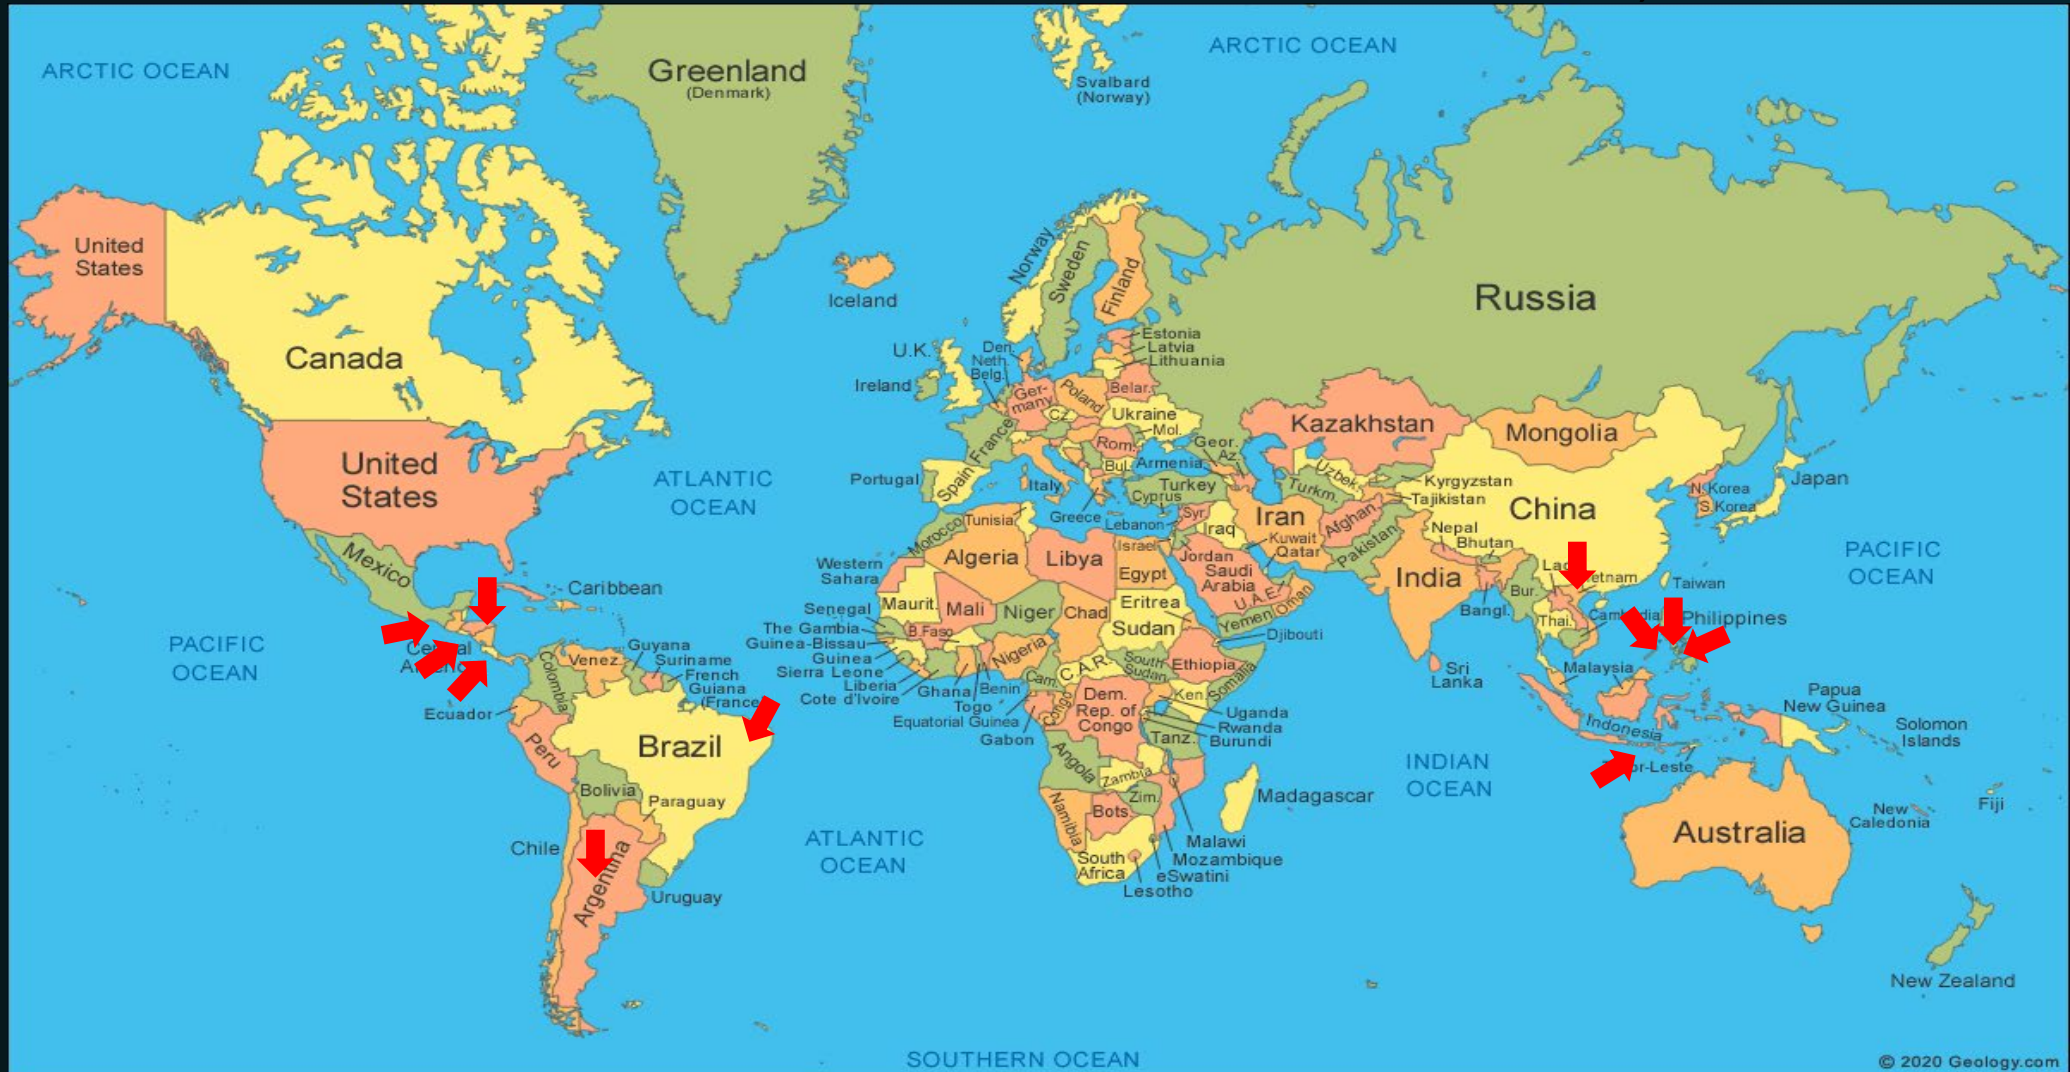 ARCTIC OCEAN
ARCTIC OCEAN
Greenland
(Denmark)
Svalbard
(Norway)
United
States
Canada
Iceland
Norway
Sweden
Finland
Russia
Estonia
Latvia
Lithuania
U.K.
Ireland
Den.
Neth.
Belg.
Ger-
many
Poland
Belar.
Cz.
Ukraine
Mol.
France
Rom.
Bul.
Geor.
Az.
Armenia
Kazakhstan
Mongolia
United
States
ATLANTIC
OCEAN
Portugal
Spain
Italy
Greece
Turkey
Cyprus
Lebanon
Syr.
Israel
Iraq
Jordan
Iran
Kuwait
Qatar
Uzbek.
Turkm.
Kyrgyzstan
Tajikistan
Afghan.
Pakistan
China
N. Korea
S. Korea
Japan
Nepal
Bhutan
India
Bangl.
Bur.
Thai.
Taiwan
Philippines
PACIFIC
OCEAN
Mexico
Caribbean
PACIFIC
OCEAN
Western
Sahara
Morocco
Tunisia
Algeria
Libya
Egypt
Saudi
Arabia
U.A.E.
Oman
Yemen
Djibouti
Senegal
The Gambia
Guinea-Bissau
Guinea
Sierra Leone
Liberia
Cote d'Ivoire
Maurit.
Mali
B.Faso
Niger
Chad
Sudan
Eritrea
Nigeria
Ghana
Togo
Benin
Cam.
C.A.R.
South
Sudan
Ethiopia
Somalia
Equatorial Guinea
Gabon
Congo
Dem.
Rep. of
Congo
Ken.
Uganda
Rwanda
Burundi
Tanz.
Sri
Lanka
Malaysia
Indonesia
Papua
New Guinea
Solomon
Islands
Venez.
Guyana
Suriname
French
Guiana
(France
Colombia
Ecuador
Peru
Brazil
Bolivia
Paraguay
Chile
Argentina
Uruguay
ATLANTIC
OCEAN
Angola
Zambia
Namibia
Bots.
Zim.
South
Africa
Lesotho
eSwatini
Mozambique
Malawi
Madagascar
INDIAN
OCEAN
Australia
New
Caledonia
Fiji
New Zealand
SOUTHERN OCEAN
© 2020 Geology.com